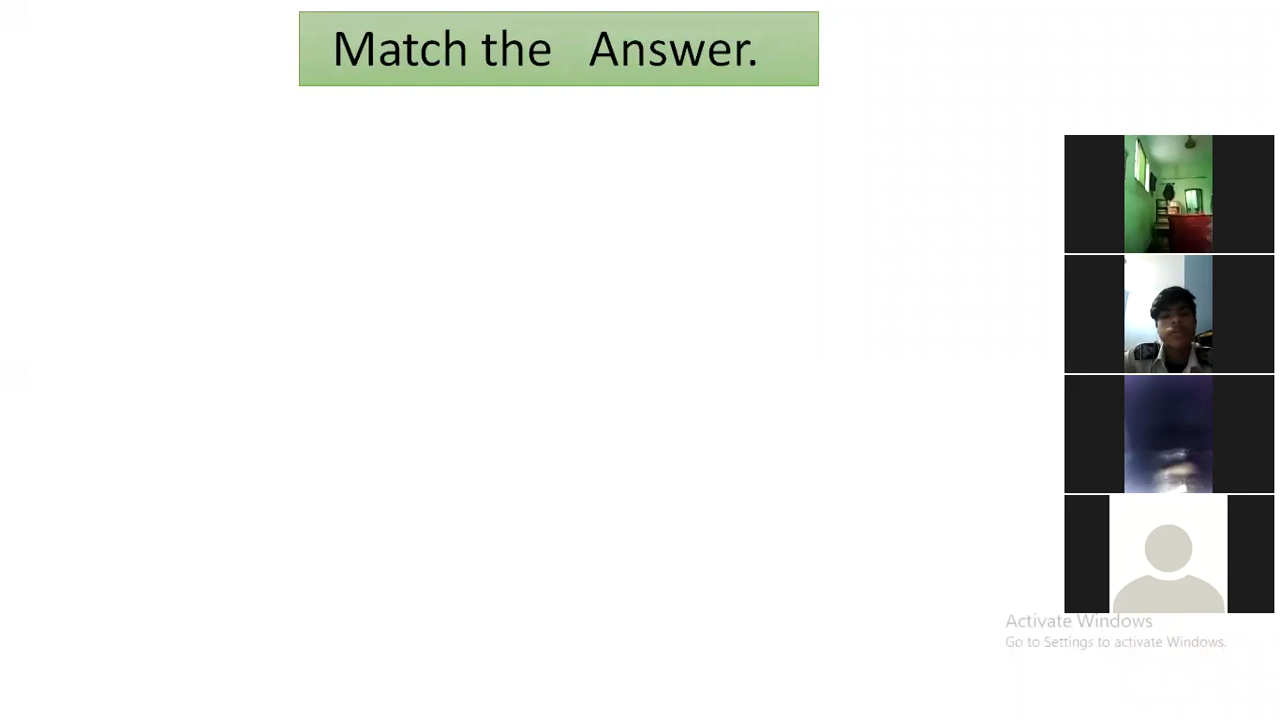 Match the Answer.
Activate Windows
Go to Settings to activate Windows.